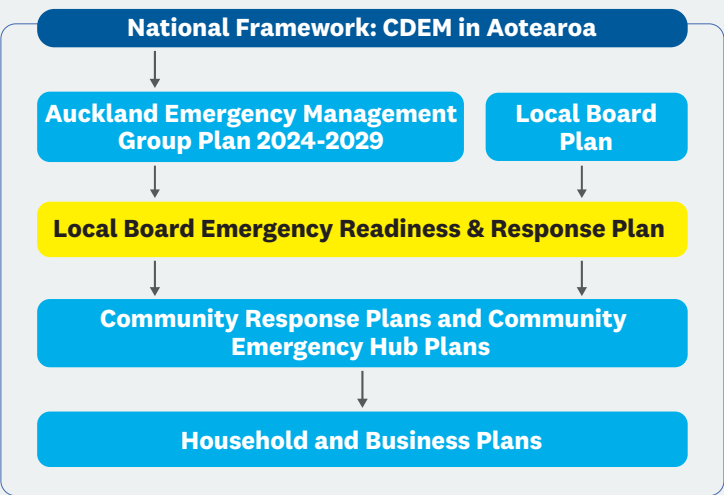 National Framework: CDEM in Aotearoa
Auckland Emergency Management
Group Plan 2024-2029
Local Board
Plan
Local Board Emergency Readiness & Response Plan
Community Response Plans and Community
Emergency Hub Plans
Household and Business Plans